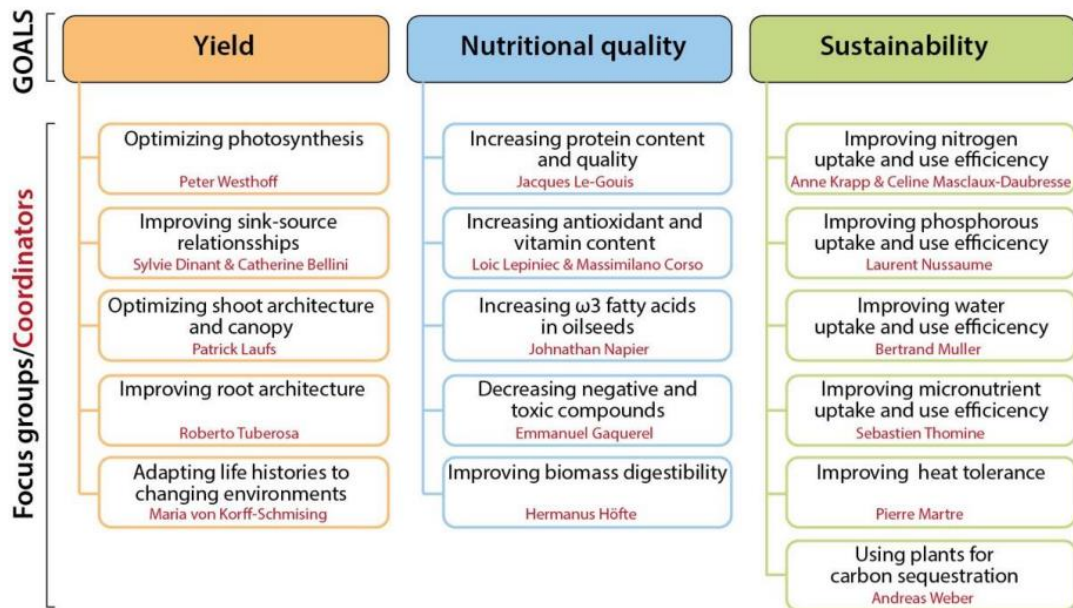 GOALS
Yield
Nutritional quality
Sustainability
Focus groups/Coordinators
Optimizing photosynthesis
Peter Westhoff
Improving sink-source
relationsships
Sylvie Dinant & Catherine Bellini
Optimizing shoot architecture
and canopy
Patrick Laufs
Improving root architecture
Roberto Tuberosa
Adapting life histories to
changing environments
Maria von Korff-Schmising
Increasing protein content
and quality
Jacques Le-Gouis
Increasing antioxidant and
vitamin content
Loic Lepiniec & Massimilano Corso
Increasing ω3 fatty acids
in oilseeds
Johnathan Napier
Decreasing negative and
toxic compounds
Emmanuel Gaquerel
Improving biomass digestibility
Hermanus Höfte
Improving nitrogen
uptake and use efficicency
Anne Krapp & Celine Masclaux-Daubresse
Improving phosphorous
uptake and use efficicency
Laurent Nussaume
Improving water
uptake and use efficicency
Bertrand Muller
Improving micronutrient
uptake and use efficicency
Sebastien Thomine
Improving heat tolerance
Pierre Martre
Using plants for
carbon sequestration
Andreas Weber